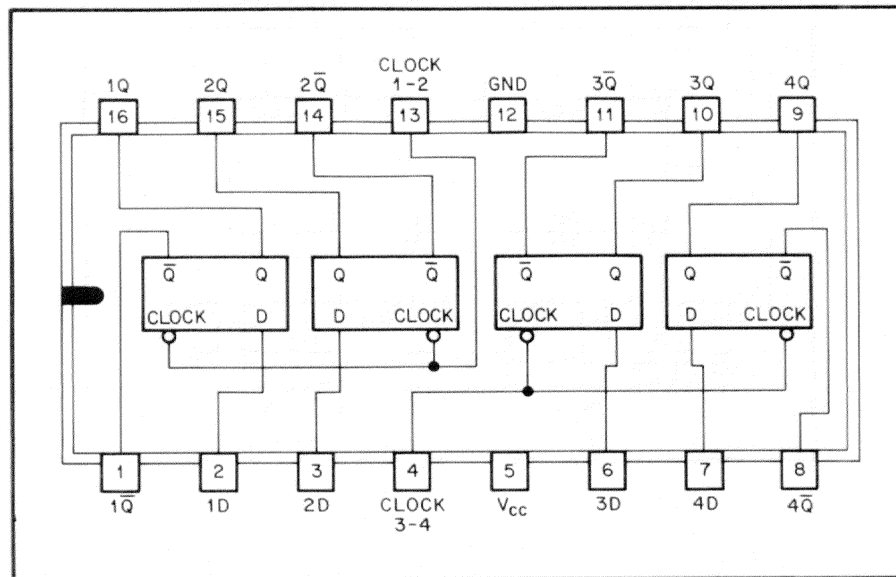 1Q 2Q 2Q̅ CLOCK 1-2 GND 3Q̅ 3Q 4Q
16 15 14 13 12 11 10 9
Q̅ Q Q Q̅ Q̅ Q Q Q̅
CLOCK D D CLOCK CLOCK D D CLOCK
1 2 3 4 5 6 7 8
1Q̅ 1D 2D CLOCK 3-4 VCC 3D 4D 4Q̅